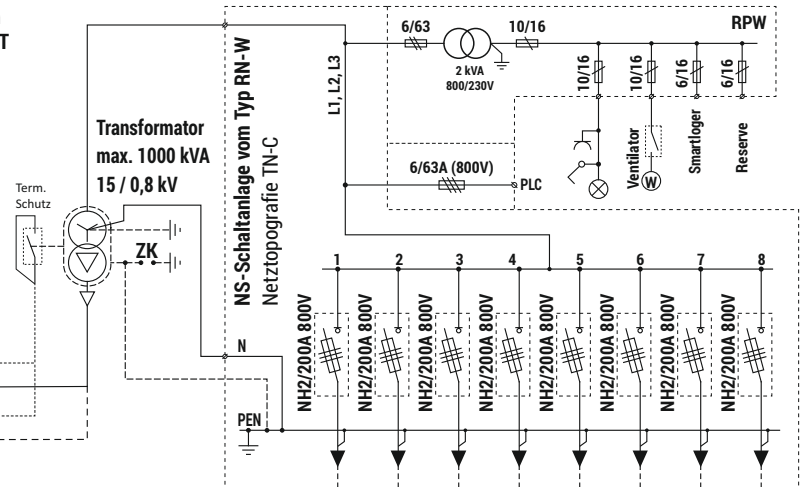 T
6/63
10/16
RPW
2 kVA
800/230V
10/16
10/16
6/16
6/16
L1, L2, L3
Ventilator
W
Smartloger
Reserve
6/63A (800V)
PLC
Transformator
max. 1000 kVA
15 / 0,8 kV
Term.
Schutz
ZK
NS-Schaltanlage vom Typ RN-W
Netztopografie TN-C
1
2
3
4
5
6
7
8
NH2/200A 800V
NH2/200A 800V
NH2/200A 800V
NH2/200A 800V
NH2/200A 800V
NH2/200A 800V
NH2/200A 800V
NH2/200A 800V
N
PEN